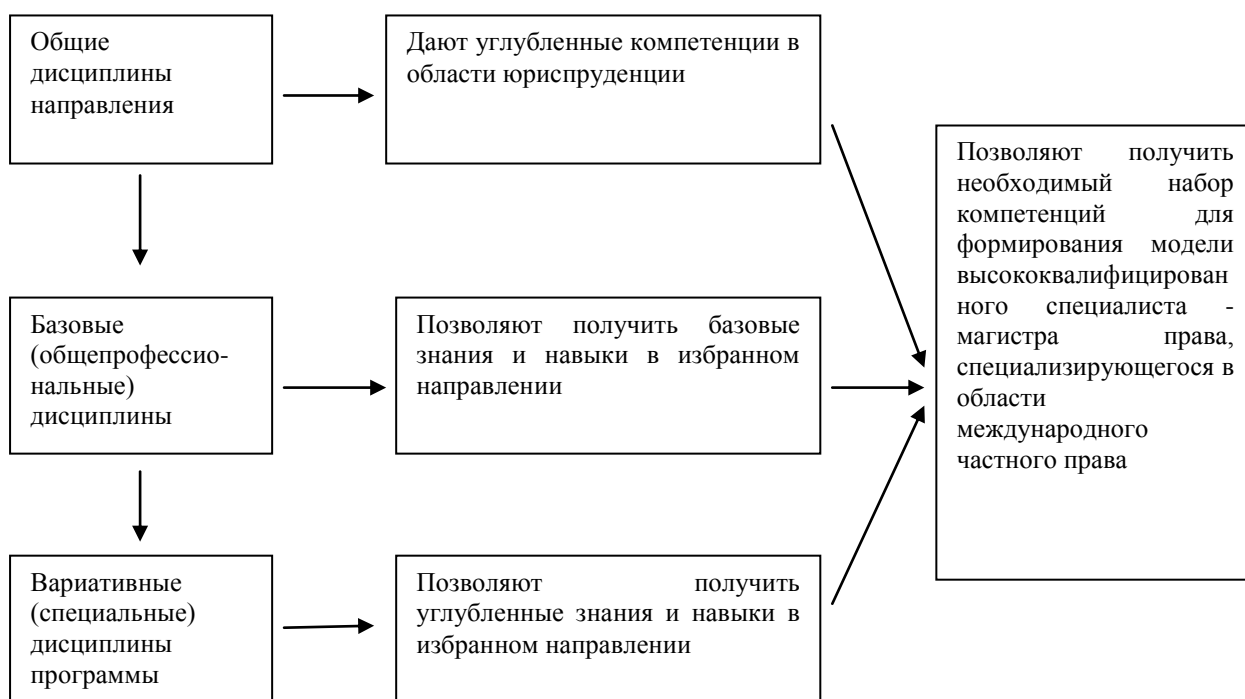 Общие
дисциплины
направления
Дают углубленные компетенции в
области юриспруденции
Позволяют получить
необходимый набор
компетенций для
формирования модели
высококвалифицирован
ного специалиста -
магистра права,
специализирующегося в
области
международного
частного права
Базовые
(общепрофессио-
нальные)
дисциплины
Позволяют получить базовые
знания и навыки в избранном
направлении
Вариативные
(специальные)
дисциплины
программы
Позволяют получить
углубленные знания и навыки в
избранном направлении